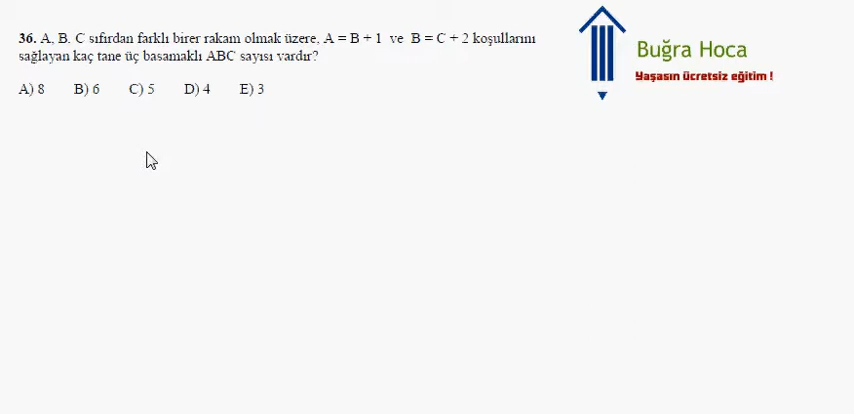 36. A, B. C sıfırdan farklı birer rakam olmak üzere, A = B + 1 ve B = C + 2 koşullarını
sağlayan kaç tane üç basamaklı ABC sayısı vardır?
A) 8 B) 6 C) 5 D) 4 E) 3
Buğra Hoca
Yaşasın ücretsiz eğitim !